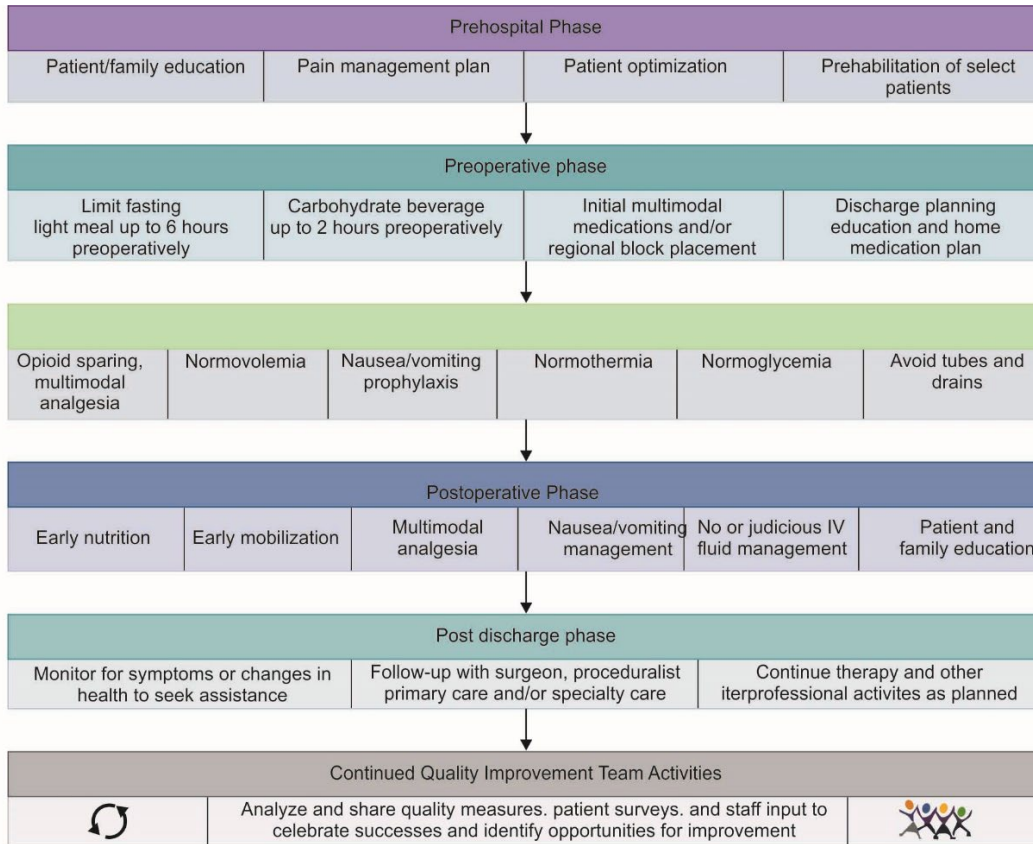 Prehospital Phase
Patient/family education
Pain management plan
Patient optimization
Prehabilitation of select
patients
Preoperative phase
Limit fasting
light meal up to 6 hours
preoperatively
Carbohydrate beverage
up to 2 hours preoperatively
Initial multimodal
medications and/or
regional block placement
Discharge planning
education and home
medication plan
Opioid sparing,
multimodal
analgesia
Normovolemia
Nausea/vomiting
prophylaxis
Normothermia
Normoglycemia
Avoid tubes and
drains
Postoperative Phase
Early nutrition
Early mobilization
Multimodal
analgesia
Nausea/vomiting
management
No or judicious IV
fluid management
Patient and
family education
Post discharge phase
Monitor for symptoms or changes in
health to seek assistance
Follow-up with surgeon, proceduralist
primary care and/or specialty care
Continue therapy and other
iterprofessional activites as planned
Continued Quality Improvement Team Activities
Analyze and share quality measures. patient surveys. and staff input to
celebrate successes and identify opportunities for improvement